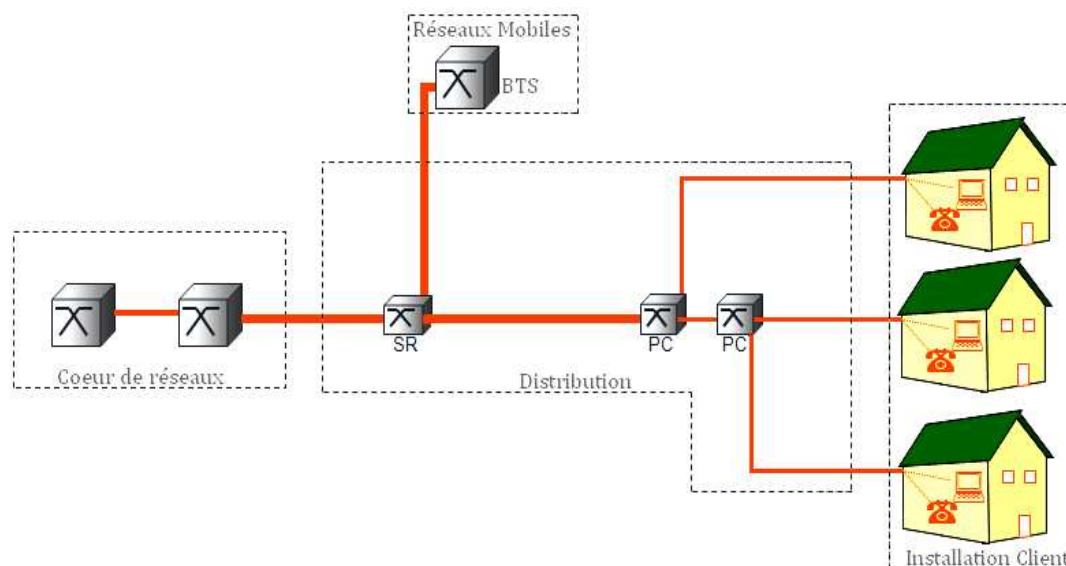 Réseaux Mobiles
BTS
SR
PC
PC
Coeur de réseaux
Distribution
Installation Client